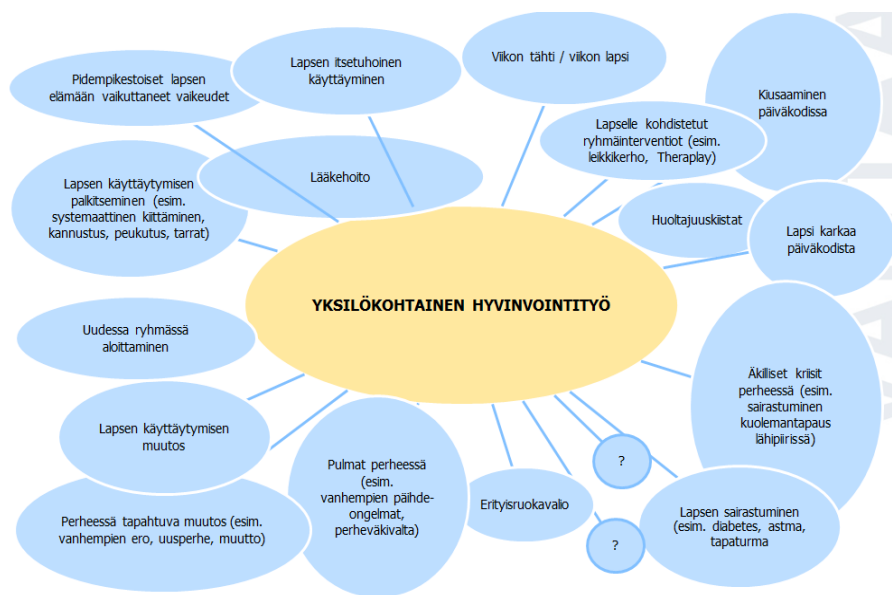 Pidempikestoiset lapsen
elämään vaikuttaneet vaikeudet
Lapsen itsetuhoinen
käyttäyminen
Viikon tähti / viikon lapsi
Kiusaaminen
päiväkodissa
Lapselle kohdistetut
ryhmäinterventiot (esim.
leikkikerho, Theraplay)
Lääkehoito
Lapsen käyttäytymisen
palkitseminen (esim.
systemaattinen kiittäminen,
kannustus, peukutus, tarrat)
Huoltajuuskiistat
Lapsi karkaa
päiväkodista
YKSILÖKOHTAINEN HYVINVOINTITYÖ
Uudessa ryhmässä
aloittaminen
Äkilliset kriisit
perheessä (esim.
sairastuminen
kuolemantapaus
lähipiirissä)
Lapsen käyttäytymisen
muutos
Pulmat perheessä
(esim.
vanhempien päihde-
ongelmat,
perheväkivalta)
?
Erityisruokavalio
Perheessä tapahtuva muutos (esim.
vanhempien ero, uusperhe, muutto)
Lapsen sairastuminen
(esim. diabetes, astma,
tapaturma
?